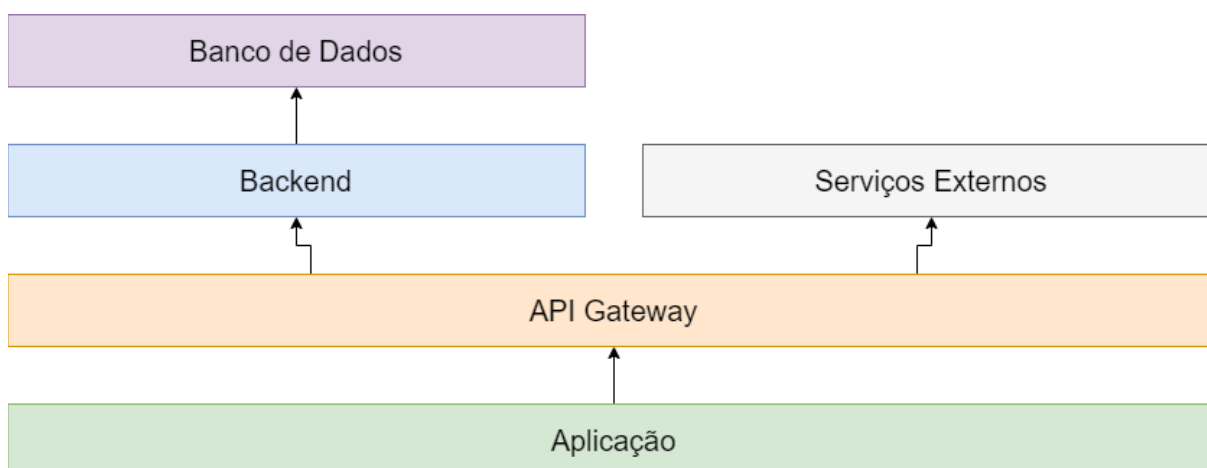 Banco de Dados
Backend
Serviços Externos
API Gateway
Aplicação